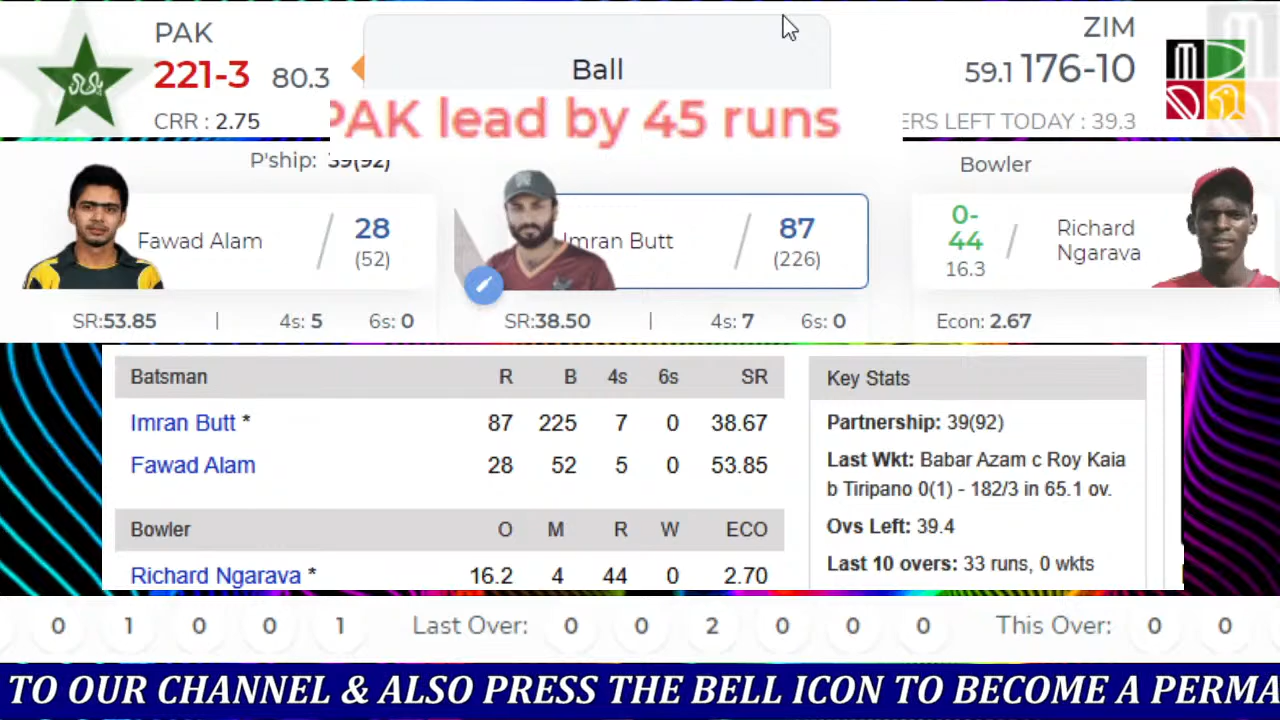 PAK
221-3 80.3
CRR : 2.75
Ball
PAK lead by 45 runs
ZIM
59.1 176-10
ERS LEFT TODAY : 39.3
P'ship: 39(92)
Fawad Alam
28
(52)
SR:53.85 | 4s: 5 6s: 0
Imran Butt
87
(226)
SR:38.50 | 4s: 7 6s: 0
Bowler
0-
44
16.3
Richard
Ngarava
Econ: 2.67
Batsman R B 4s 6s SR
Imran Butt * 87 225 7 0 38.67
Fawad Alam 28 52 5 0 53.85
Bowler O M R W ECO
Richard Ngarava * 16.2 4 44 0 2.70
Key Stats
Partnership: 39(92)
Last Wkt: Babar Azam c Roy Kaia
b Tiripano 0(1) - 182/3 in 65.1 ov.
Ovs Left: 39.4
Last 10 overs: 33 runs, 0 wkts
0 1 0 0 1 Last Over: 0 0 2 0 0 0 This Over: 0 0
TO OUR CHANNEL & ALSO PRESS THE BELL ICON TO BECOME A PERMA